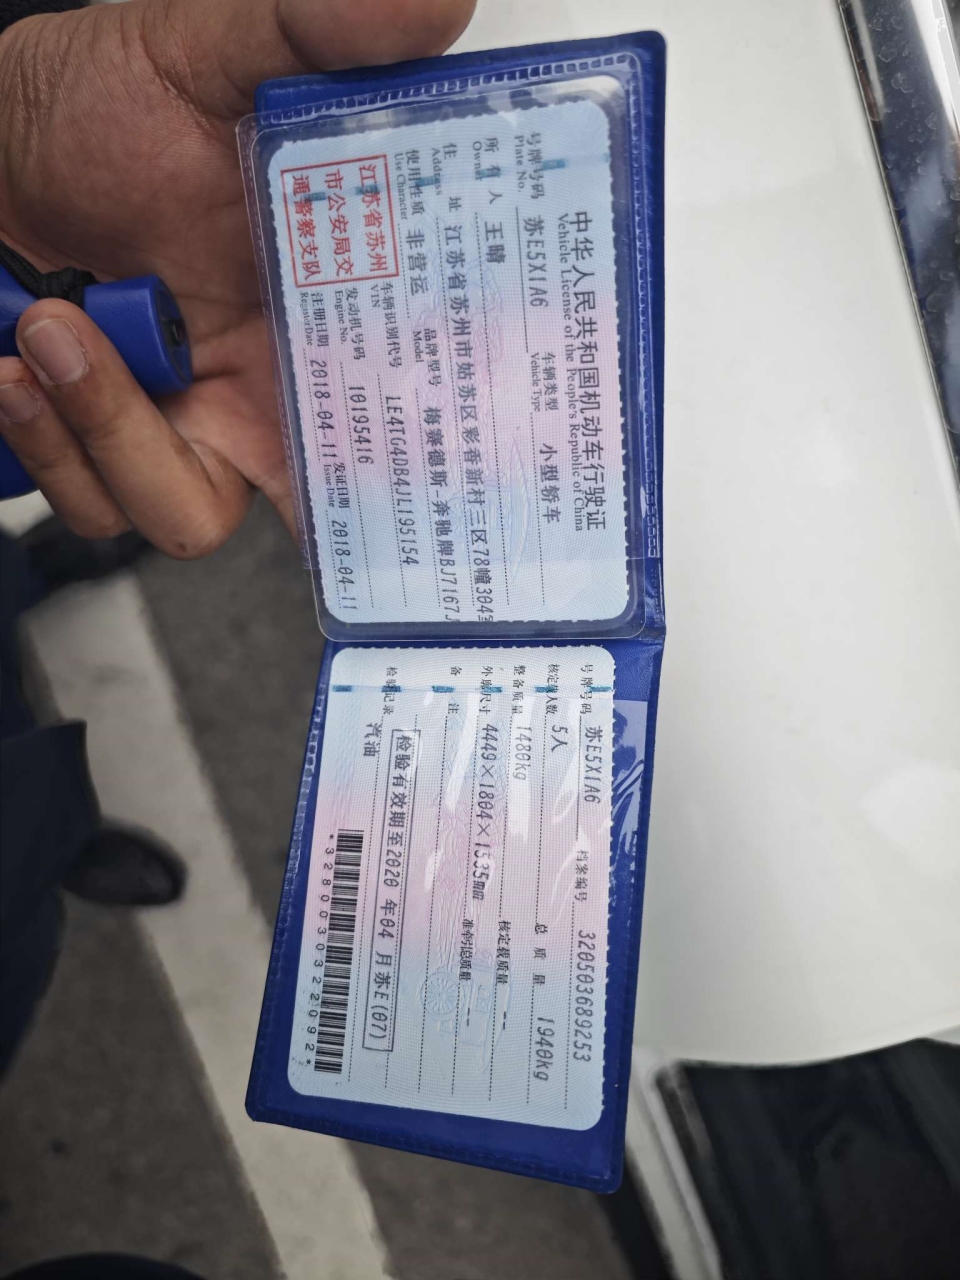 中华人民共和国机动车行驶证
Vehicle License of the People's Republic of China
号牌号码 苏E5X1A6 车辆类型 小型轿车
Plate No. Vehicle Type
所有人 王晴
Owner
住址 江苏省苏州市姑苏区彩香新村三区78幢304室
Address
使用性质 非营运 品牌型号 梅赛德斯-奔驰牌BJ7167J
Use Character Model
江苏省苏州
市公安局交
通警察支队
车辆识别代号 LE4TG4DB4JL195154
VIN
发动机号码 10195416
Engine No.
注册日期 2018-04-11 发证日期 2018-04-11
Register Date Issue Date
号牌号码 苏E5X1A6 档案编号 320503689253
核定载人数 5人 总质量 1940kg
整备质量 1480kg 核定载质量 --
外廓尺寸 4449×1804×1535mm 准牵引总质量 --
备注
检验有效期至2020年04月苏E(07)
检验记录
汽油
*3280030322092*